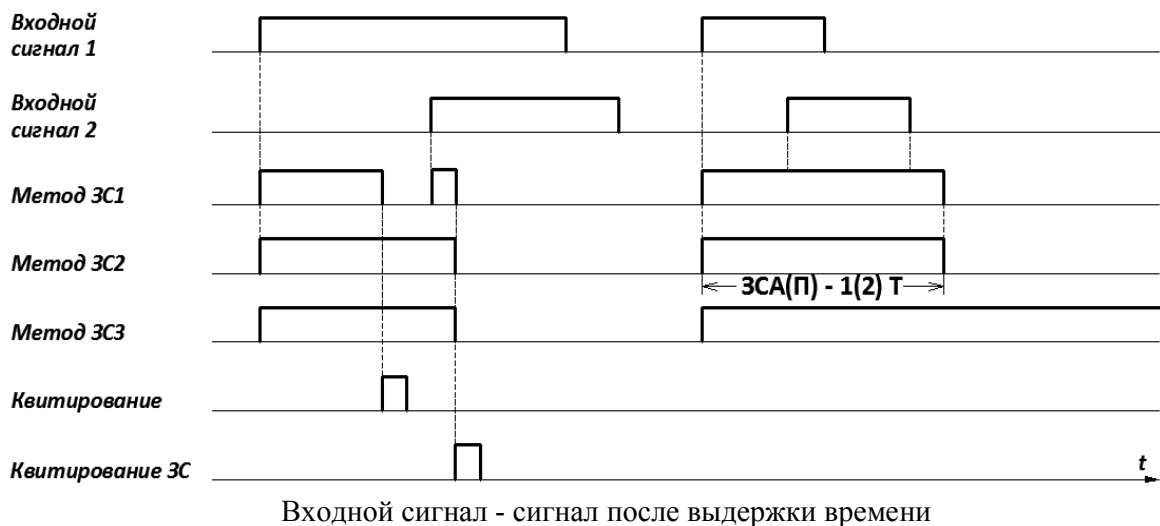 Входной
сигнал 1
Входной
сигнал 2
Метод ЗС1
Метод ЗС2
ЗСА(П) - 1(2) Т
Метод ЗС3
Квитирование
Квитирование ЗС
t
Входной сигнал - сигнал после выдержки времени